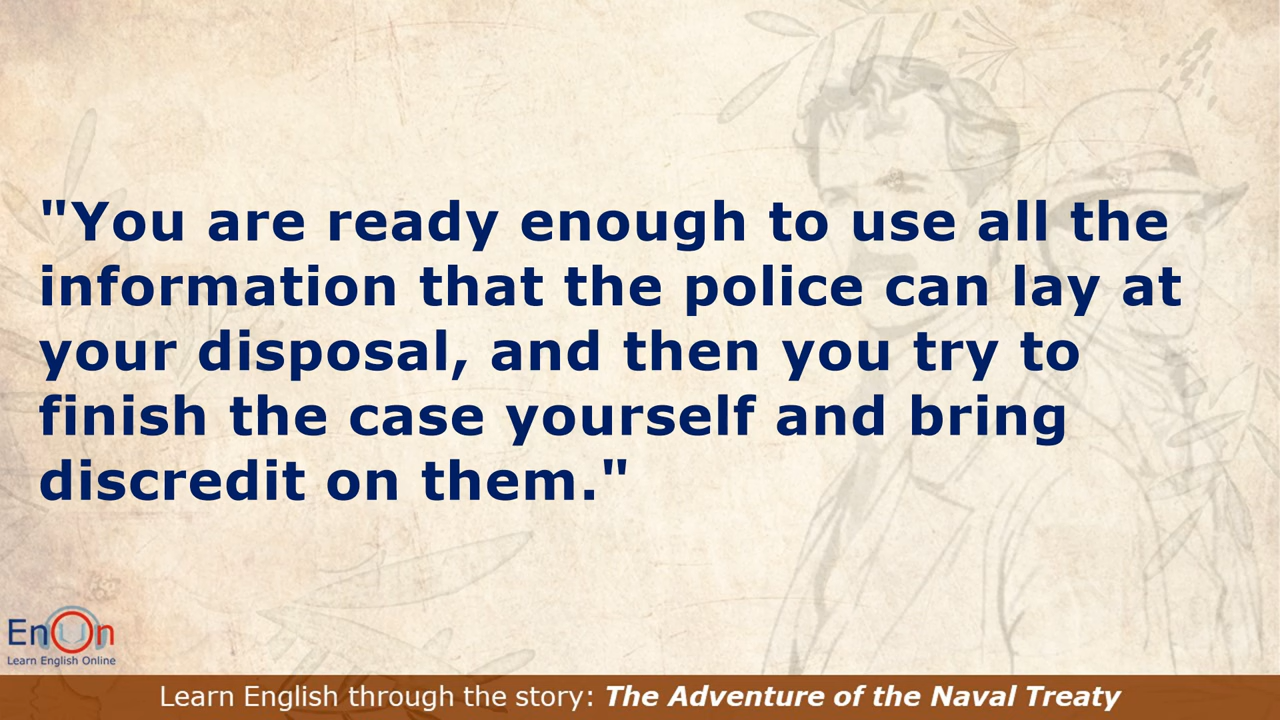 "You are ready enough to use all the
information that the police can lay at
your disposal, and then you try to
finish the case yourself and bring
discredit on them."
EnOn
Learn English Online
Learn English through the story: The Adventure of the Naval Treaty